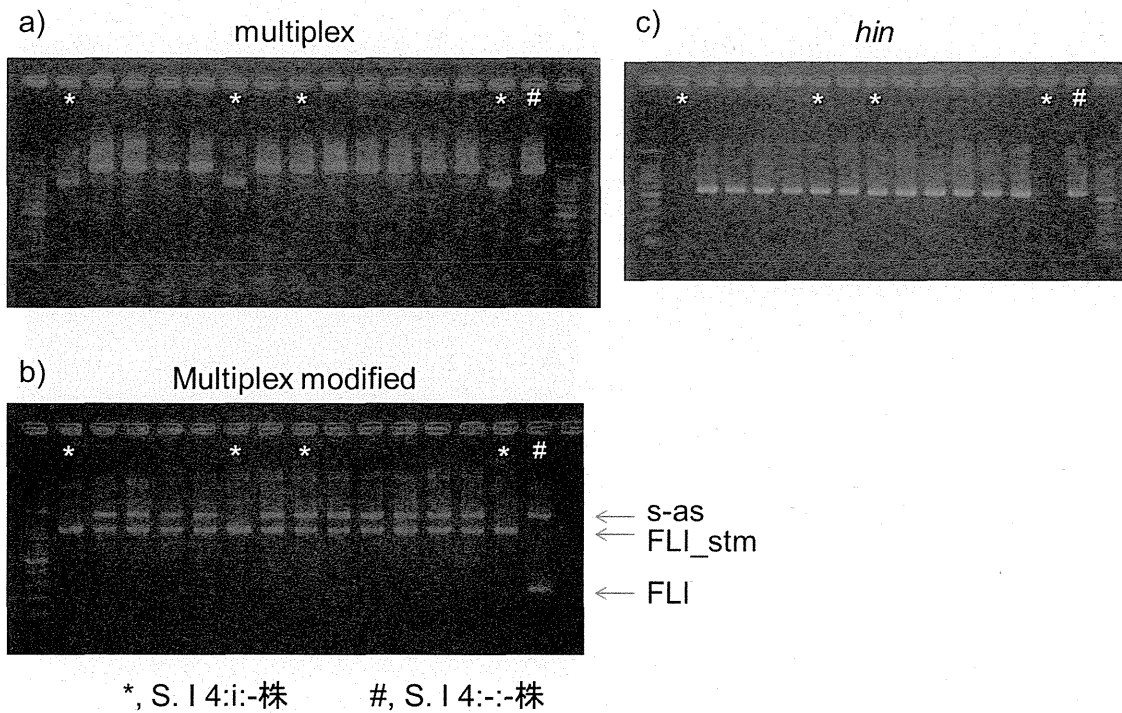 a)
multiplex
* * * * #
c)
hin
* * * * #
b)
Multiplex modified
* * * * #
s-as
FLI_stm
FLI
*, S. I 4:i:-株 #, S. I 4:-:-株